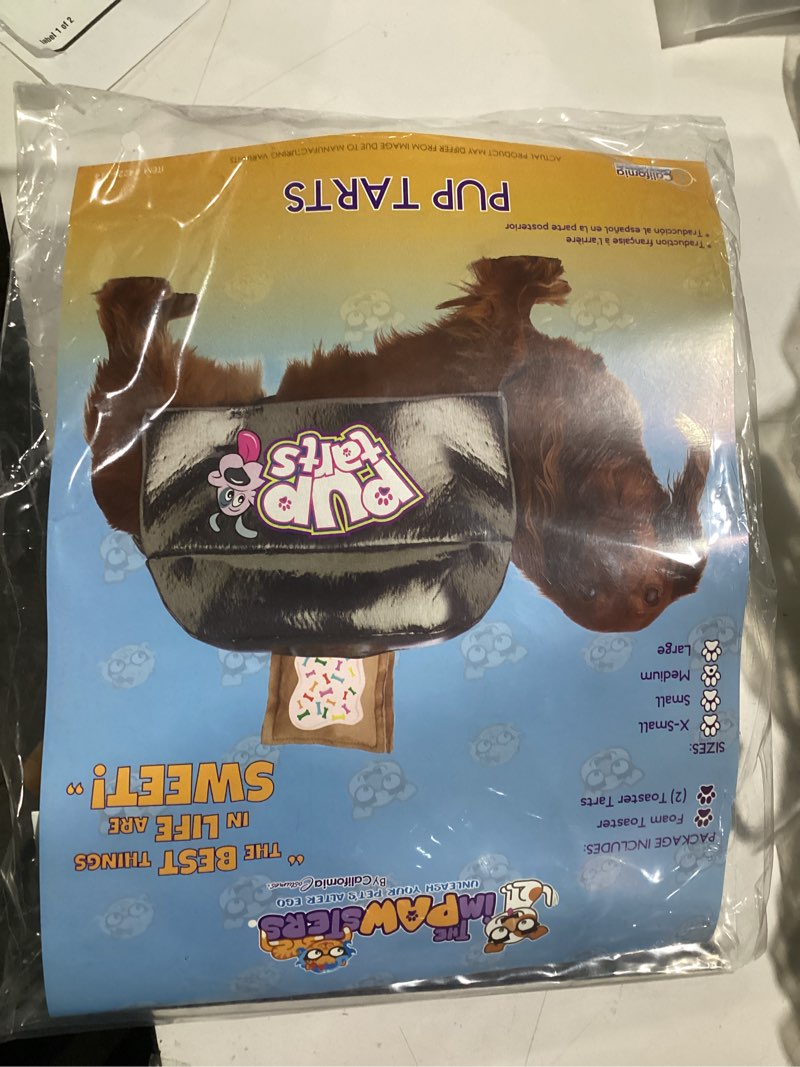 label 1 of 2
THE
imPAWsters
UNLEASH YOUR PET'S ALTER EGO
By California Costumes
PACKAGE INCLUDES:
Foam Toaster
(2) Toaster Tarts
SIZES:
X-Small
Small
Medium
Large
“THE BEST THINGS
IN LIFE ARE
SWEET!”
pup
tarts
* Traduction française à L'arrière
* Traducción al español en la parte posterior
PUP TARTS
California
ACTUAL PRODUCT MAY DIFFER FROM IMAGE DUE TO MANUFACTURING VARIANTS
ITEM